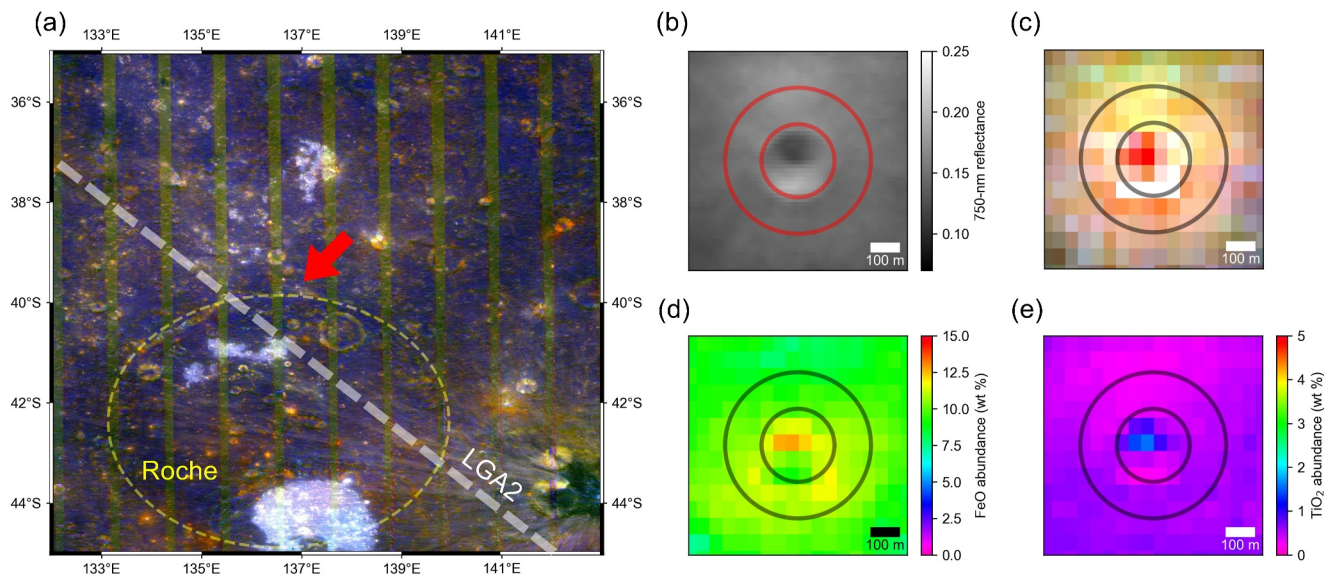 (a)
133°E 135°E 137°E 139°E 141°E
36°S 36°S
38°S 38°S
40°S 40°S
42°S 42°S
44°S 44°S
Roche
LGA2
133°E 135°E 137°E 139°E 141°E
(b)
0.25
0.20
0.15
0.10
750-nm reflectance
100 m
(c)
100 m
(d)
15.0
12.5
10.0
7.5
5.0
2.5
0.0
FeO abundance (wt %)
100 m
(e)
5
4
3
2
1
0
TiO₂ abundance (wt %)
100 m